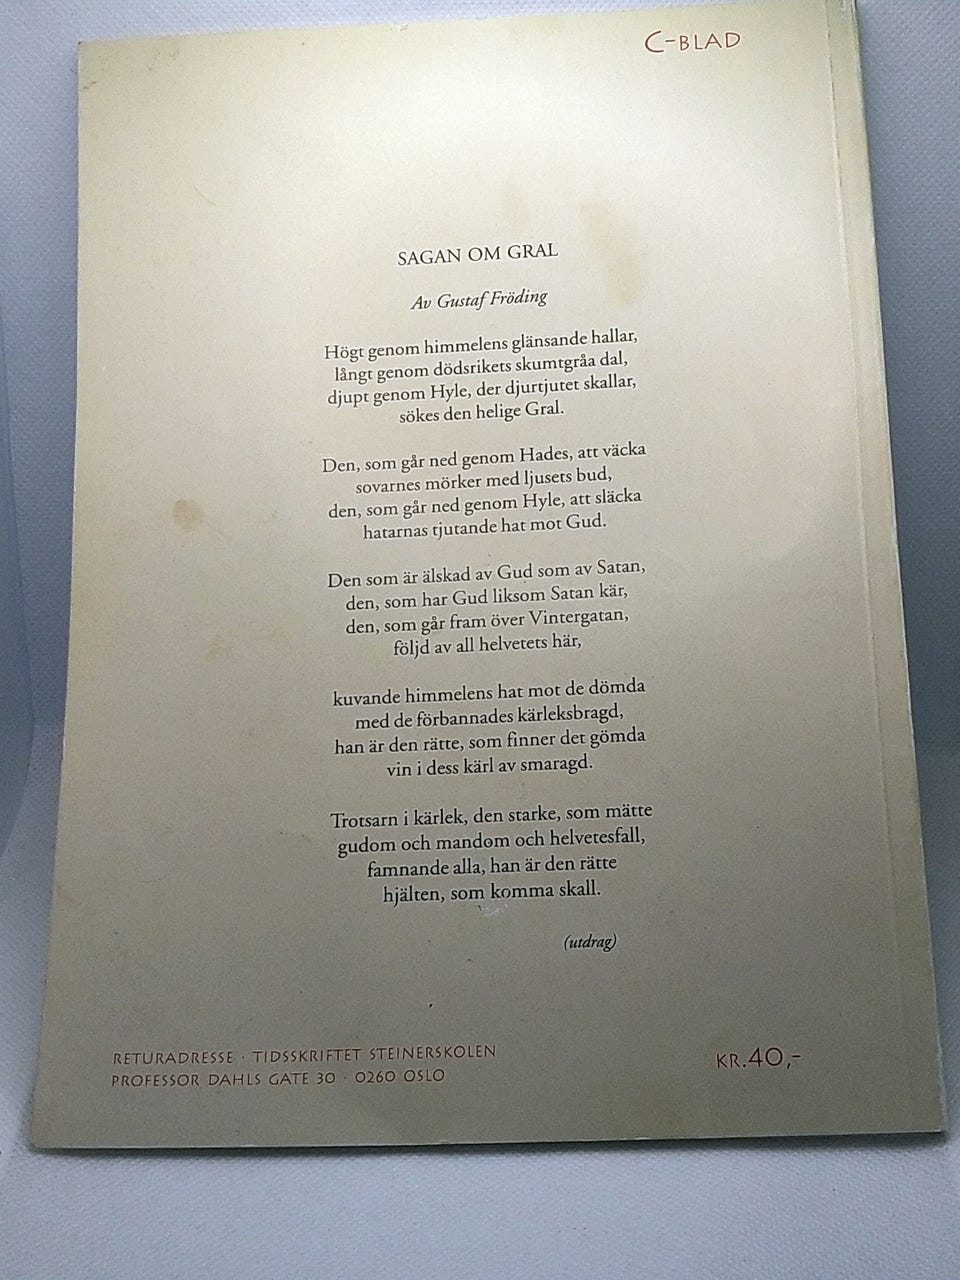 C-BLAD
SAGAN OM GRAL
Av Gustaf Fröding
Högt genom himmelens glänsande hallar,
långt genom dödsrikets skumtgråa dal,
djupt genom Hyle, der djurtjutet skallar,
sökes den helige Gral.
Den, som går ned genom Hades, att väcka
sovarnes mörker med ljusets bud,
den, som går ned genom Hyle, att släcka
hatarnas tjutande hat mot Gud.
Den som är älskad av Gud som av Satan,
den, som har Gud liksom Satan kär,
den, som går fram över Vintergatan,
följd av all helvetets här,
kuvande himmelens hat mot de dömda
med de förbannades kärleksbragd,
han är den rätte, som finner det gömda
vin i dess kärl av smaragd.
Trotsarn i kärlek, den starke, som mätte
gudom och mandom och helvetesfall,
famnande alla, han är den rätte
hjälten, som komma skall.
(utdrag)
RETURADRESSE · TIDSSKRIFTET STEINERSKOLEN
PROFESSOR DAHLS GATE 30 · 0260 OSLO
KR.40,-